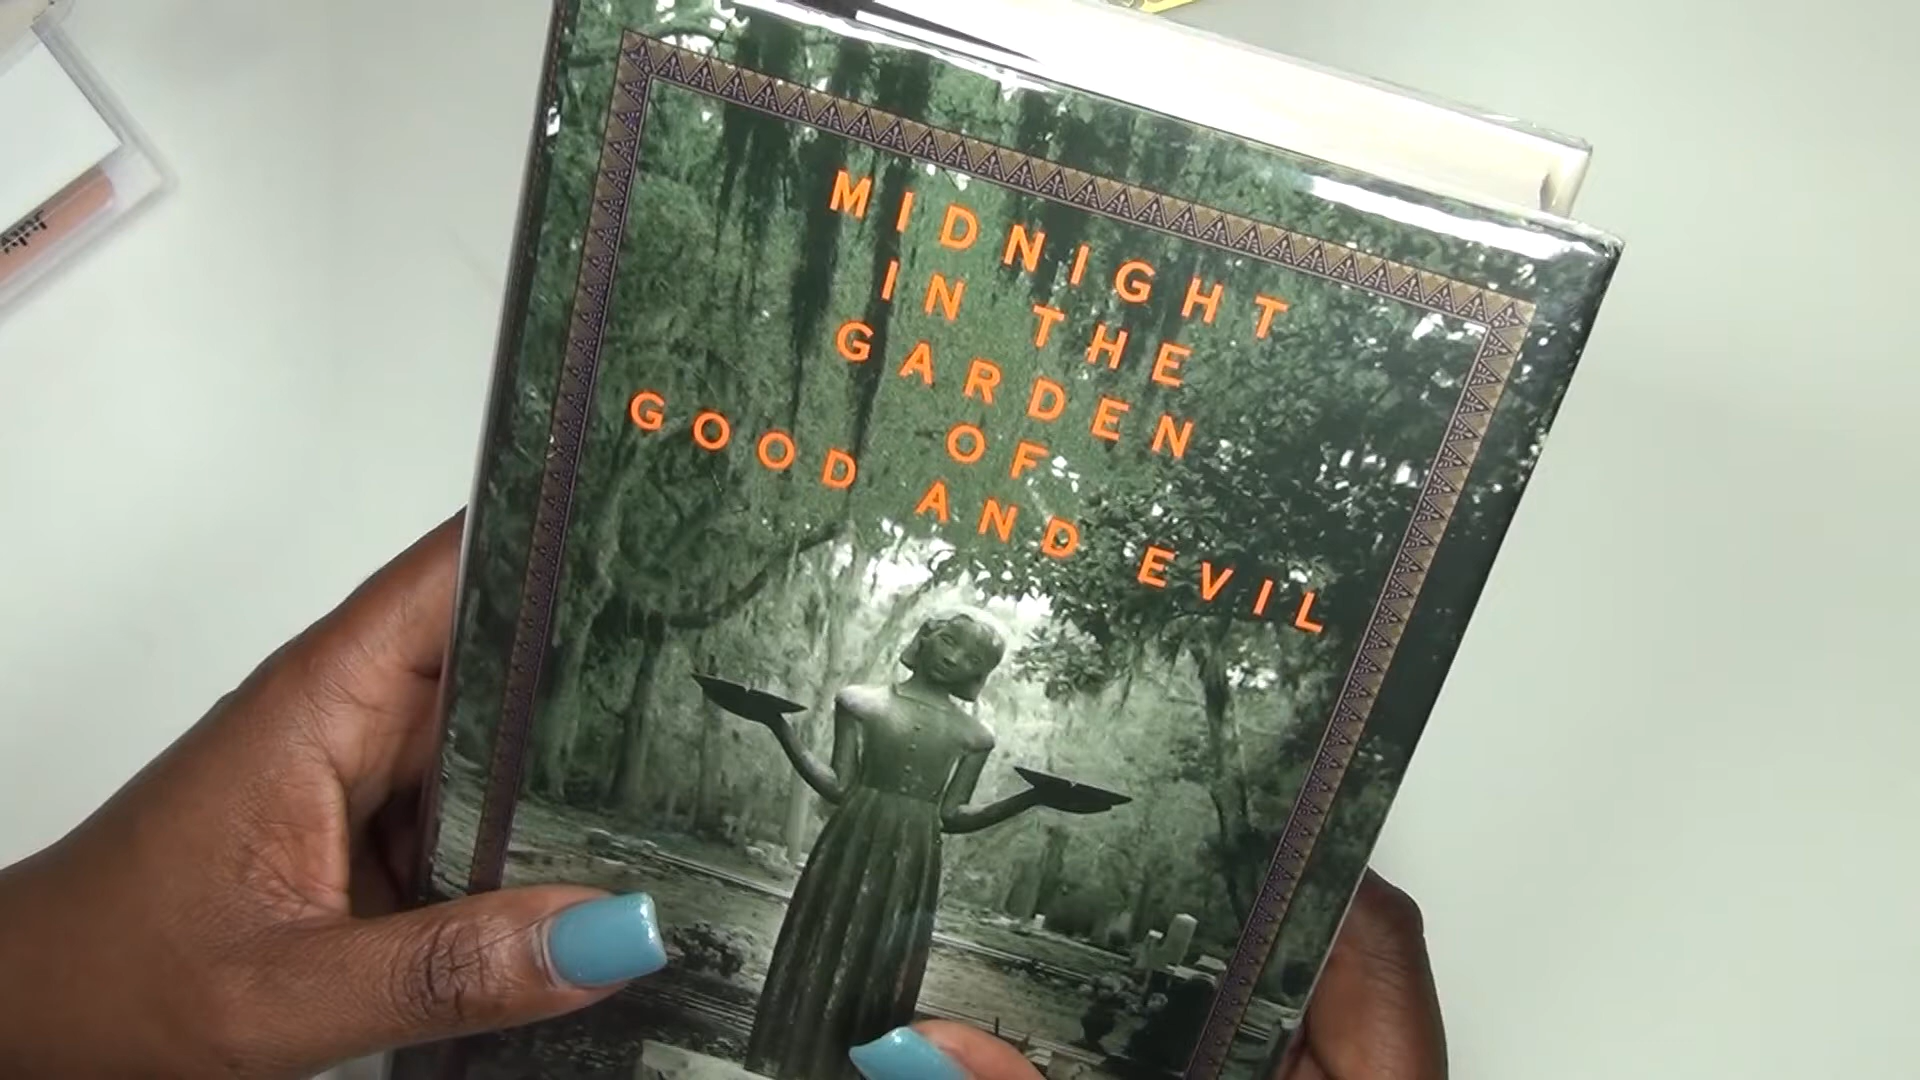 MIDNIGHT
IN THE
GARDEN
OF
GOOD AND EVIL